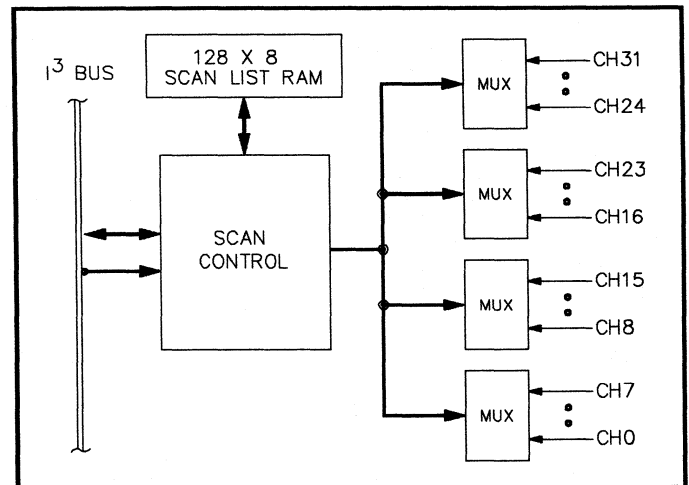 I³ BUS
128 X 8
SCAN LIST RAM
SCAN
CONTROL
MUX
CH31
CH24
MUX
CH23
CH16
MUX
CH15
CH8
MUX
CH7
CH0